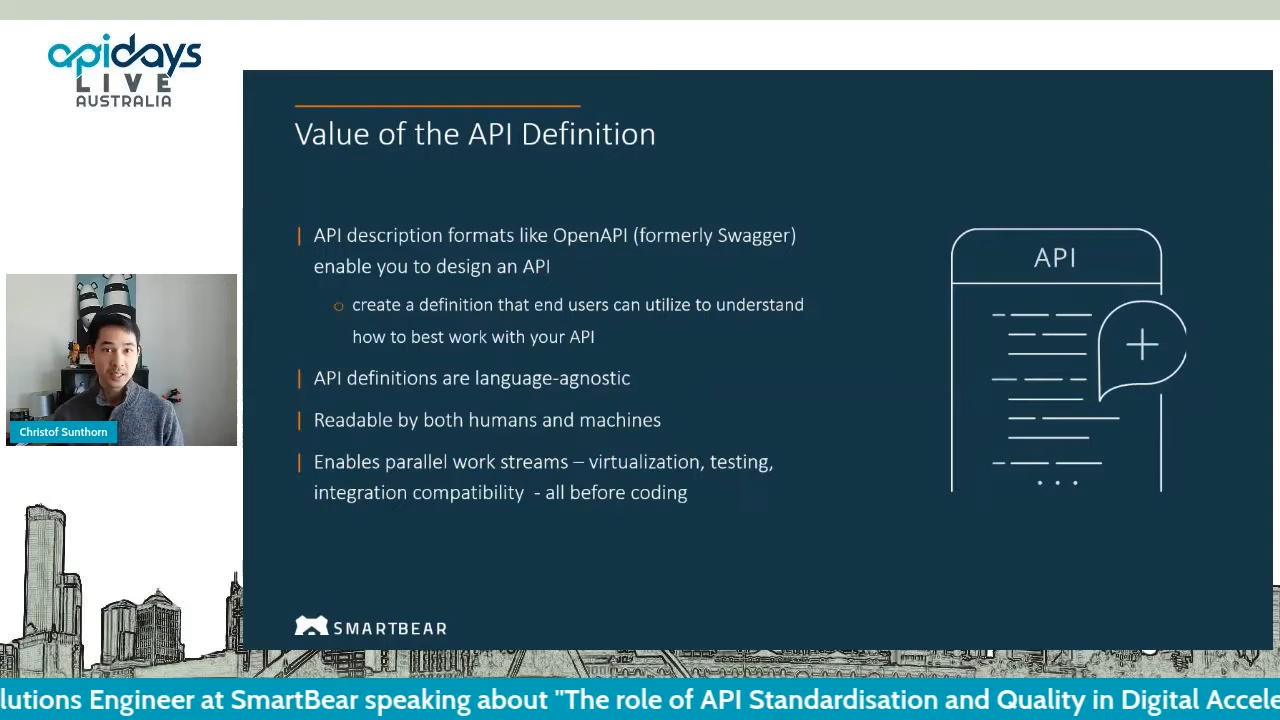 apidays
LIVE
AUSTRALIA
Value of the API Definition
API description formats like OpenAPI (formerly Swagger)
enable you to design an API
create a definition that end users can utilize to understand
how to best work with your API
API definitions are language-agnostic
Readable by both humans and machines
Enables parallel work streams – virtualization, testing,
integration compatibility - all before coding
API
Christof Sunthorn
SMARTBEAR
lutions Engineer at SmartBear speaking about "The role of API Standardisation and Quality in Digital Accele